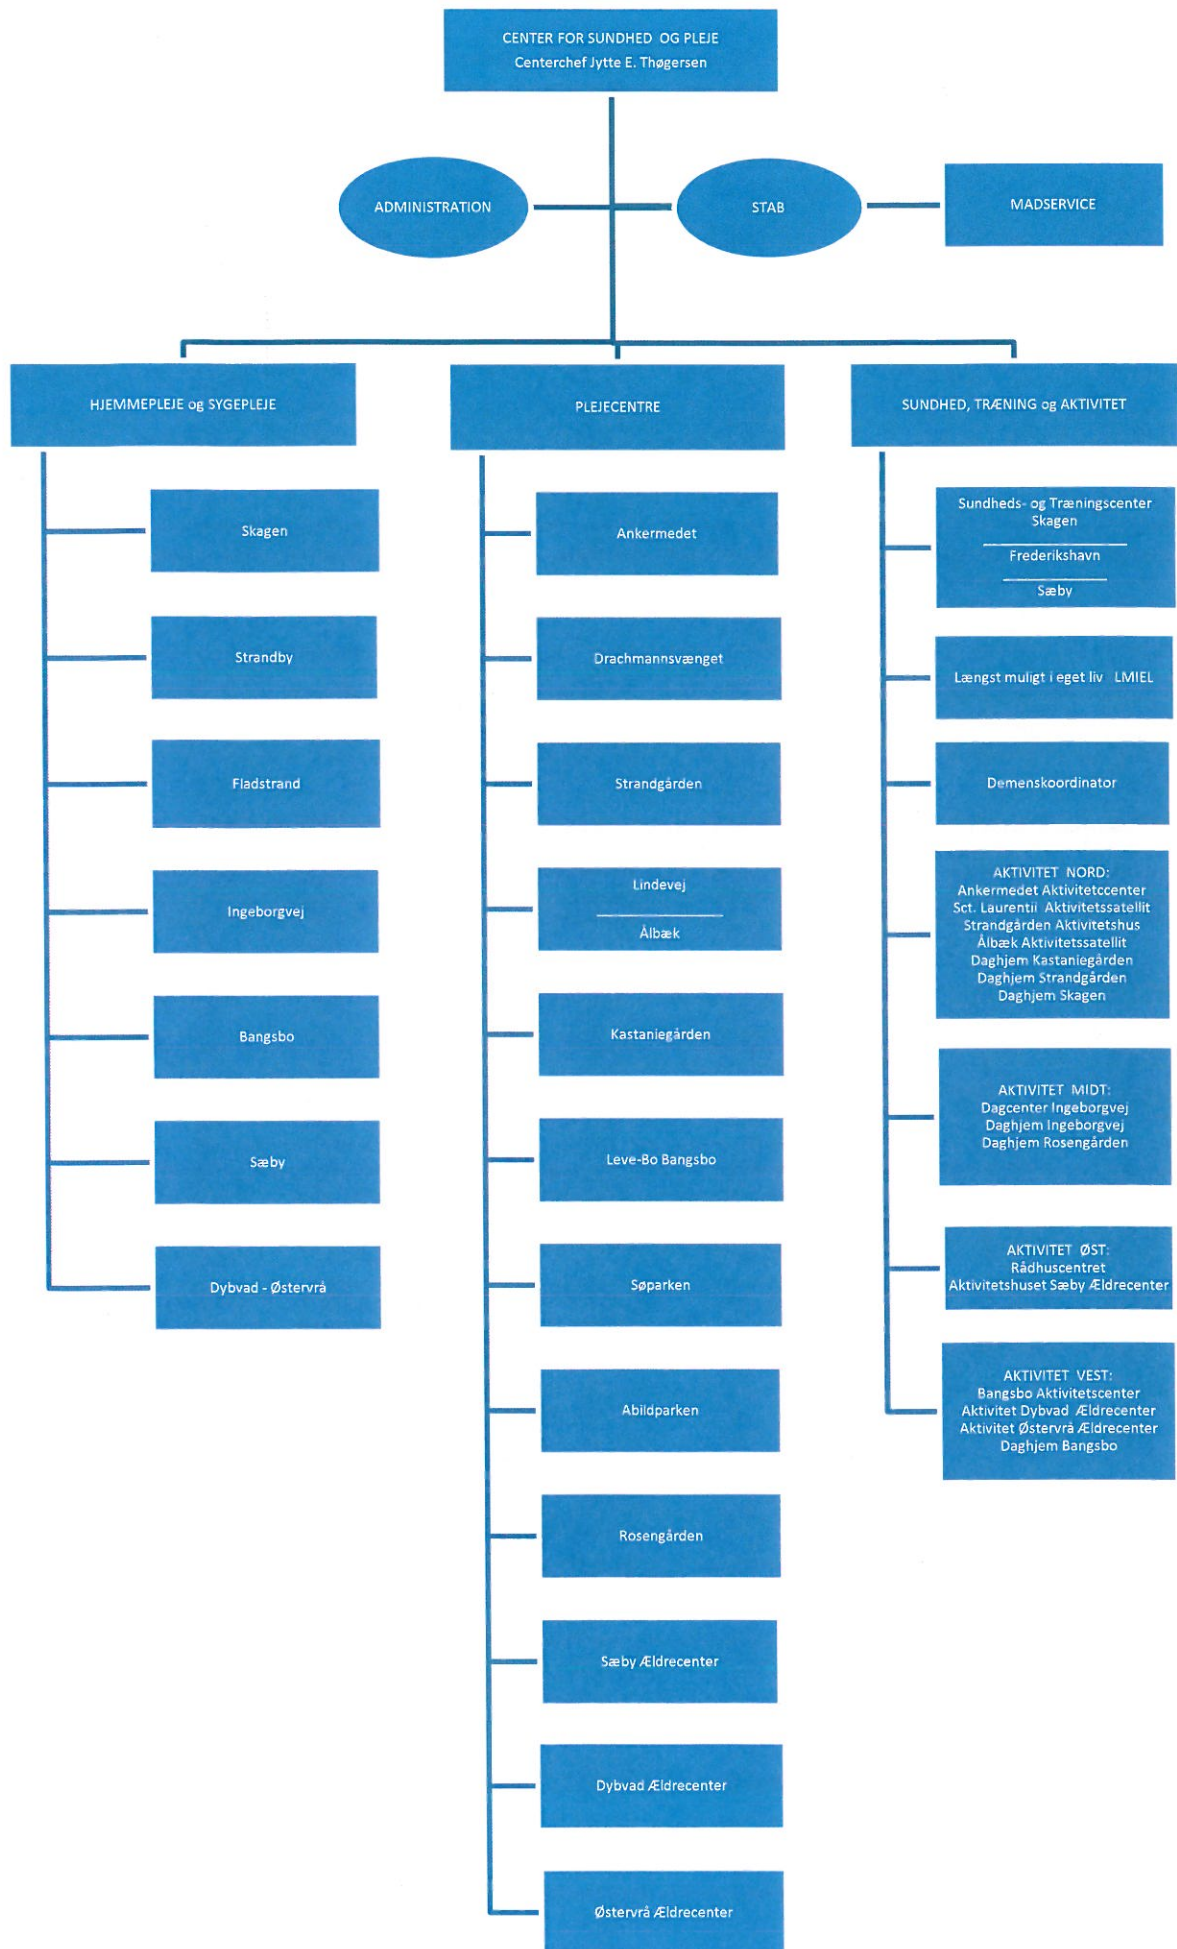 CENTER FOR SUNDHED OG PLEJE
Centerchef Jytte E. Thøgersen
ADMINISTRATION
STAB
MADSERVICE
HJEMMEPLEJE og SYGEPLEJE
Skagen
Strandby
Fladstrand
Ingeborgvej
Bangsbo
Sæby
Dybvad - Østervrå
PLEJECENTRE
Ankermedet
Drachmannsvænget
Strandgården
Lindevej
Ålbæk
Kastaniegården
Leve-Bo Bangsbo
Søparken
Abildparken
Rosengården
Sæby Ældrecenter
Dybvad Ældrecenter
Østervrå Ældrecenter
SUNDHED, TRÆNING og AKTIVITET
Sundheds- og Træningscenter
Skagen
Frederikshavn
Sæby
Længst muligt i eget liv LMIEL
Demenskoordinator
AKTIVITET NORD:
Ankermedet Aktivitetccenter
Sct. Laurentii Aktivitetssatellit
Strandgården Aktivitetshus
Ålbæk Aktivitetssatellit
Daghjem Kastaniegården
Daghjem Strandgården
Daghjem Skagen
AKTIVITET MIDT:
Dagcenter Ingeborgvej
Daghjem Ingeborgvej
Daghjem Rosengården
AKTIVITET ØST:
Rådhuscentret
Aktivitetshuset Sæby Ældrecenter
AKTIVITET VEST:
Bangsbo Aktivitetscenter
Aktivitet Dybvad Ældrecenter
Aktivitet Østervrå Ældrecenter
Daghjem Bangsbo